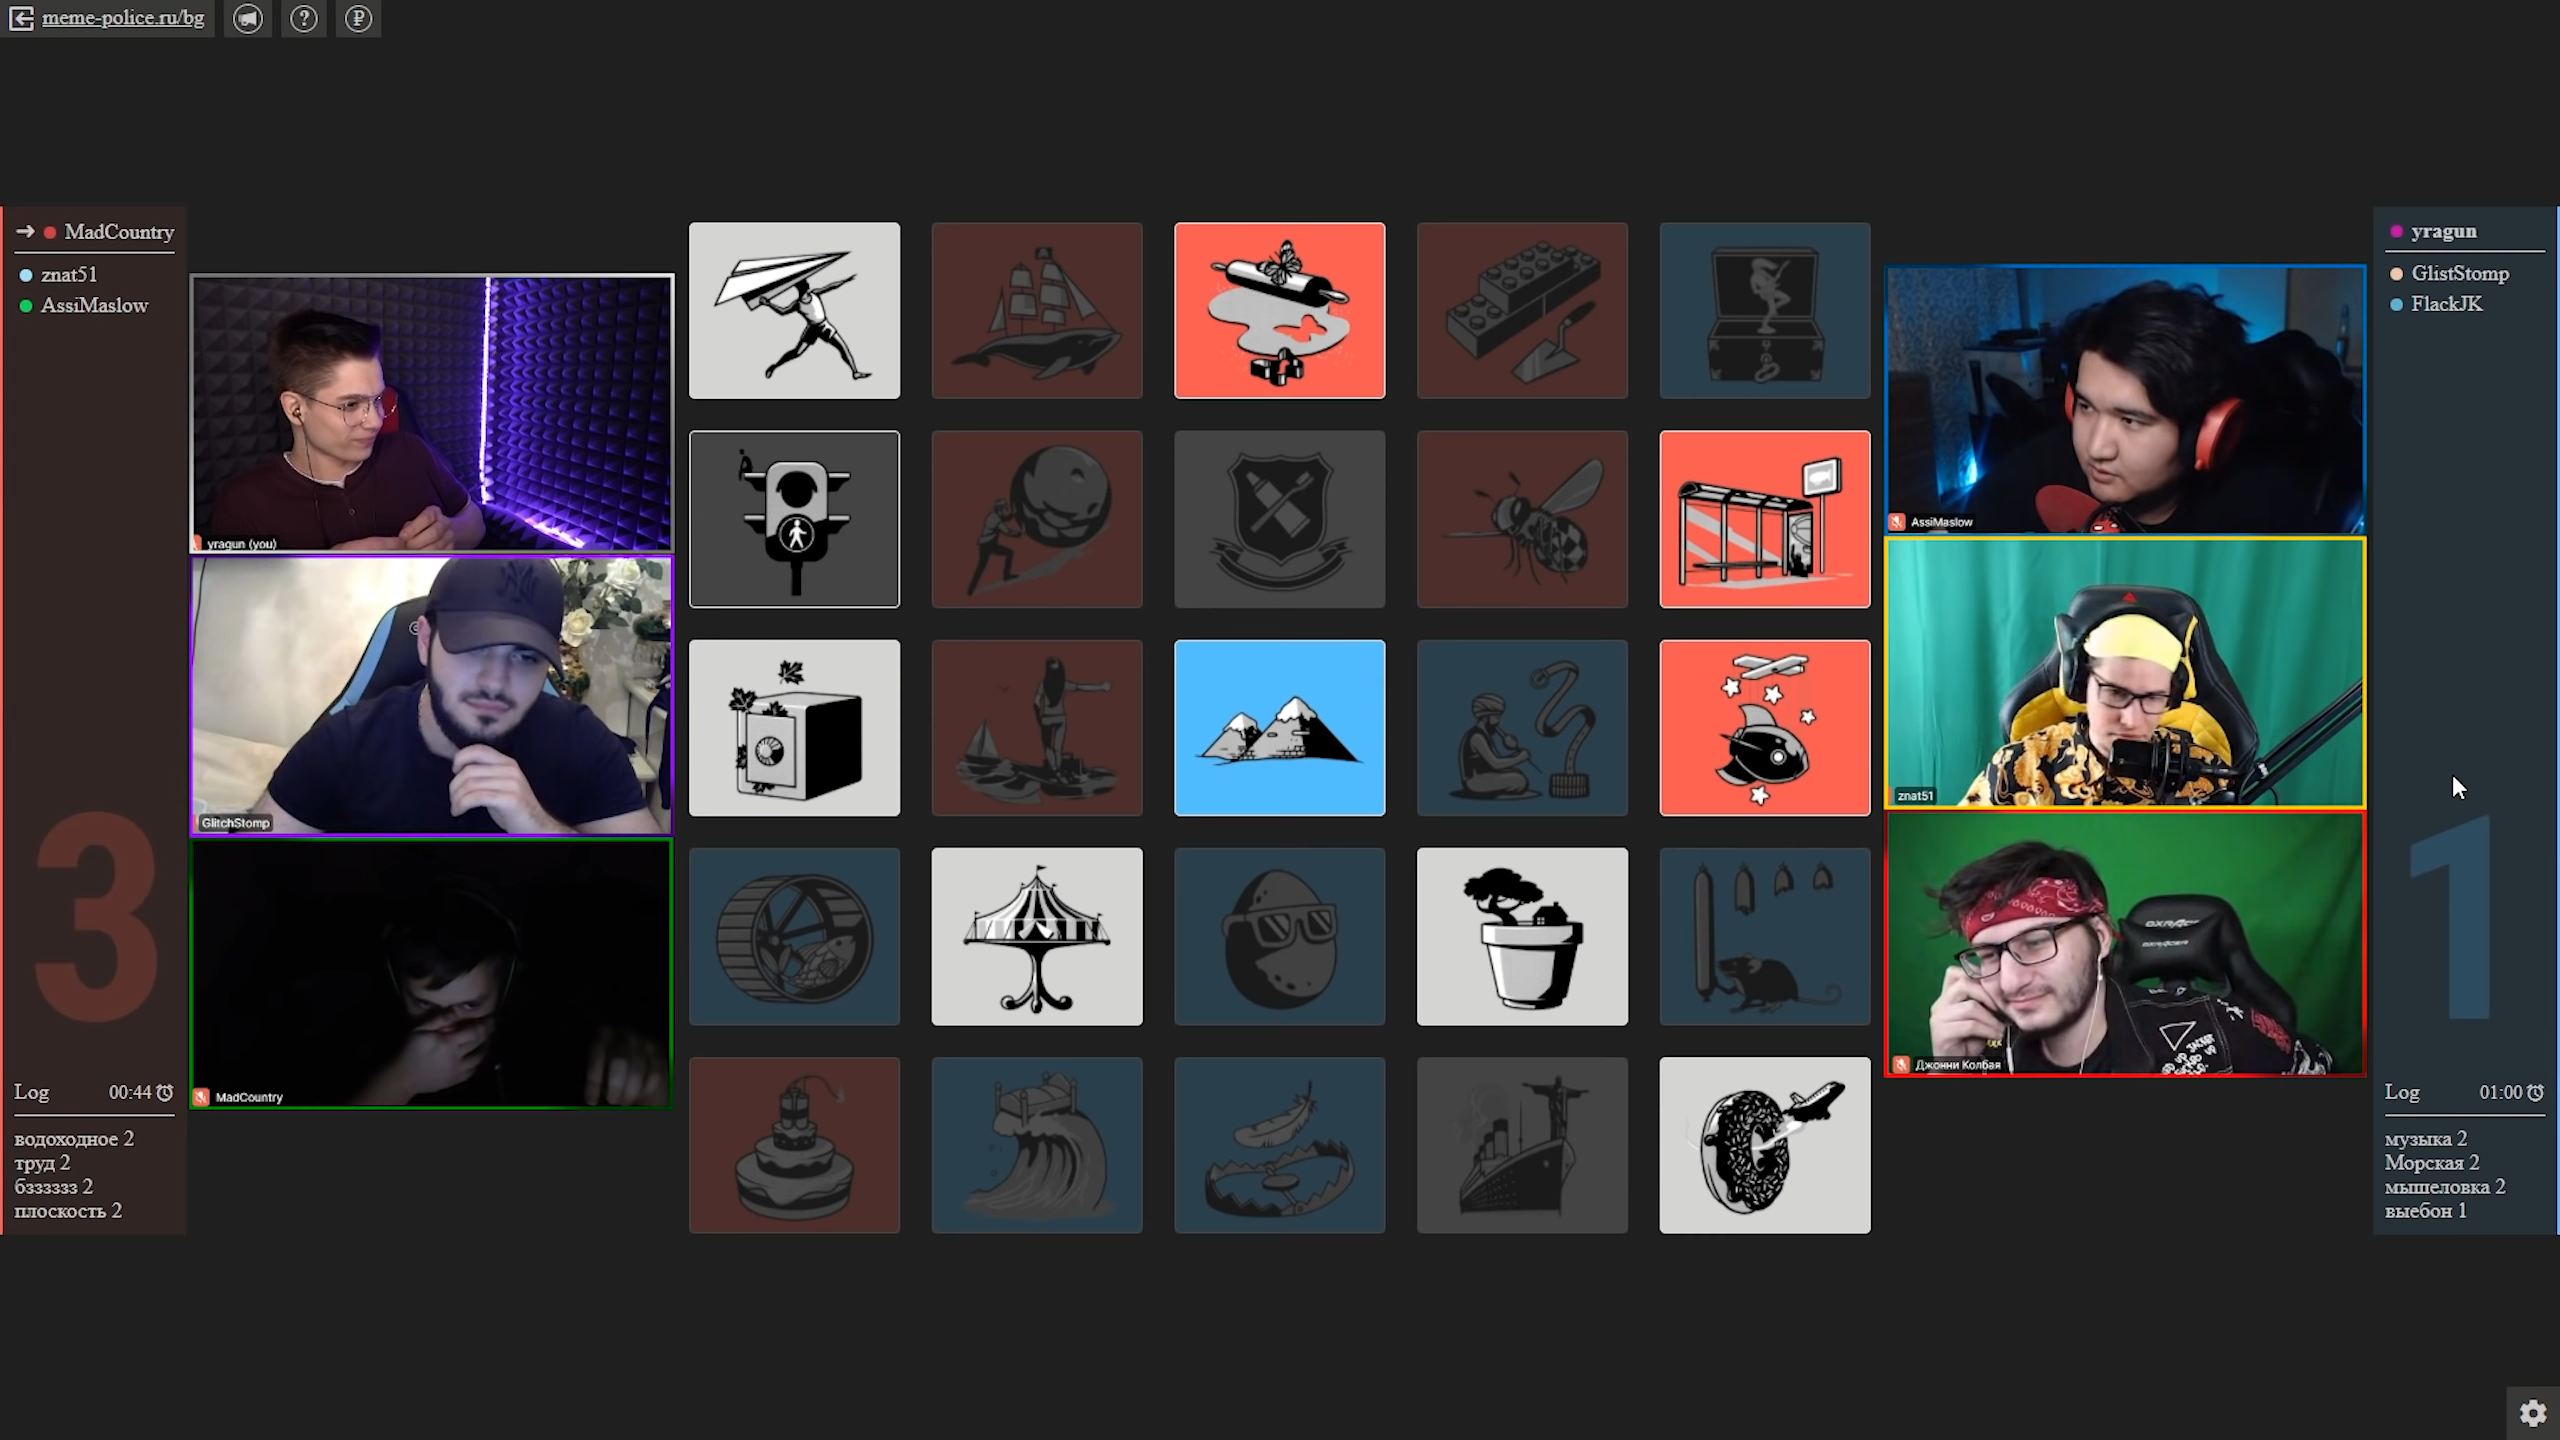 meme-police.ru/bg
? ₽
→ MadCountry
znat51
AssiMaslow
3
Log 00:44
водоходное 2
труд 2
бзззззз 2
плоскость 2
yragun (you)
GlitchStomp
MadCountry
AssiMaslow
znat51
Джонни Колбая
yragun
GlistStomp
FlackJK
1
Log 01:00
музыка 2
Морская 2
мышеловка 2
выебон 1